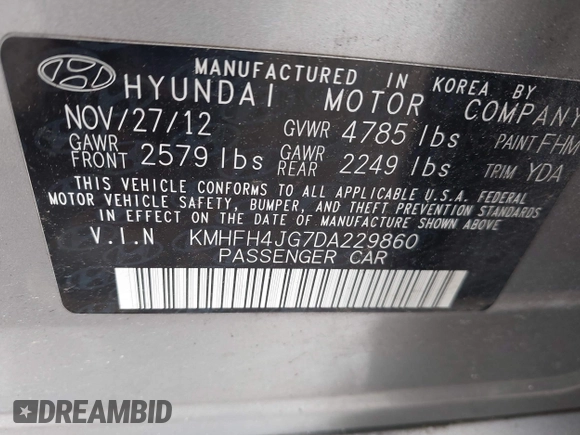 MANUFACTURED IN KOREA BY
HYUNDAI MOTOR COMPANY
NOV/27/12 GVWR 4785 lbs PAINT FHM
GAWR FRONT 2579 lbs GAWR REAR 2249 lbs TRIM YDA
THIS VEHICLE CONFORMS TO ALL APPLICABLE U.S.A. FEDERAL
MOTOR VEHICLE SAFETY, BUMPER, AND THEFT PREVENTION STANDARDS
IN EFFECT ON THE DATE OF MANUFACTURE SHOWN ABOVE.
V.I.N KMHFH4JG7DA229860
PASSENGER CAR
DREAMBID